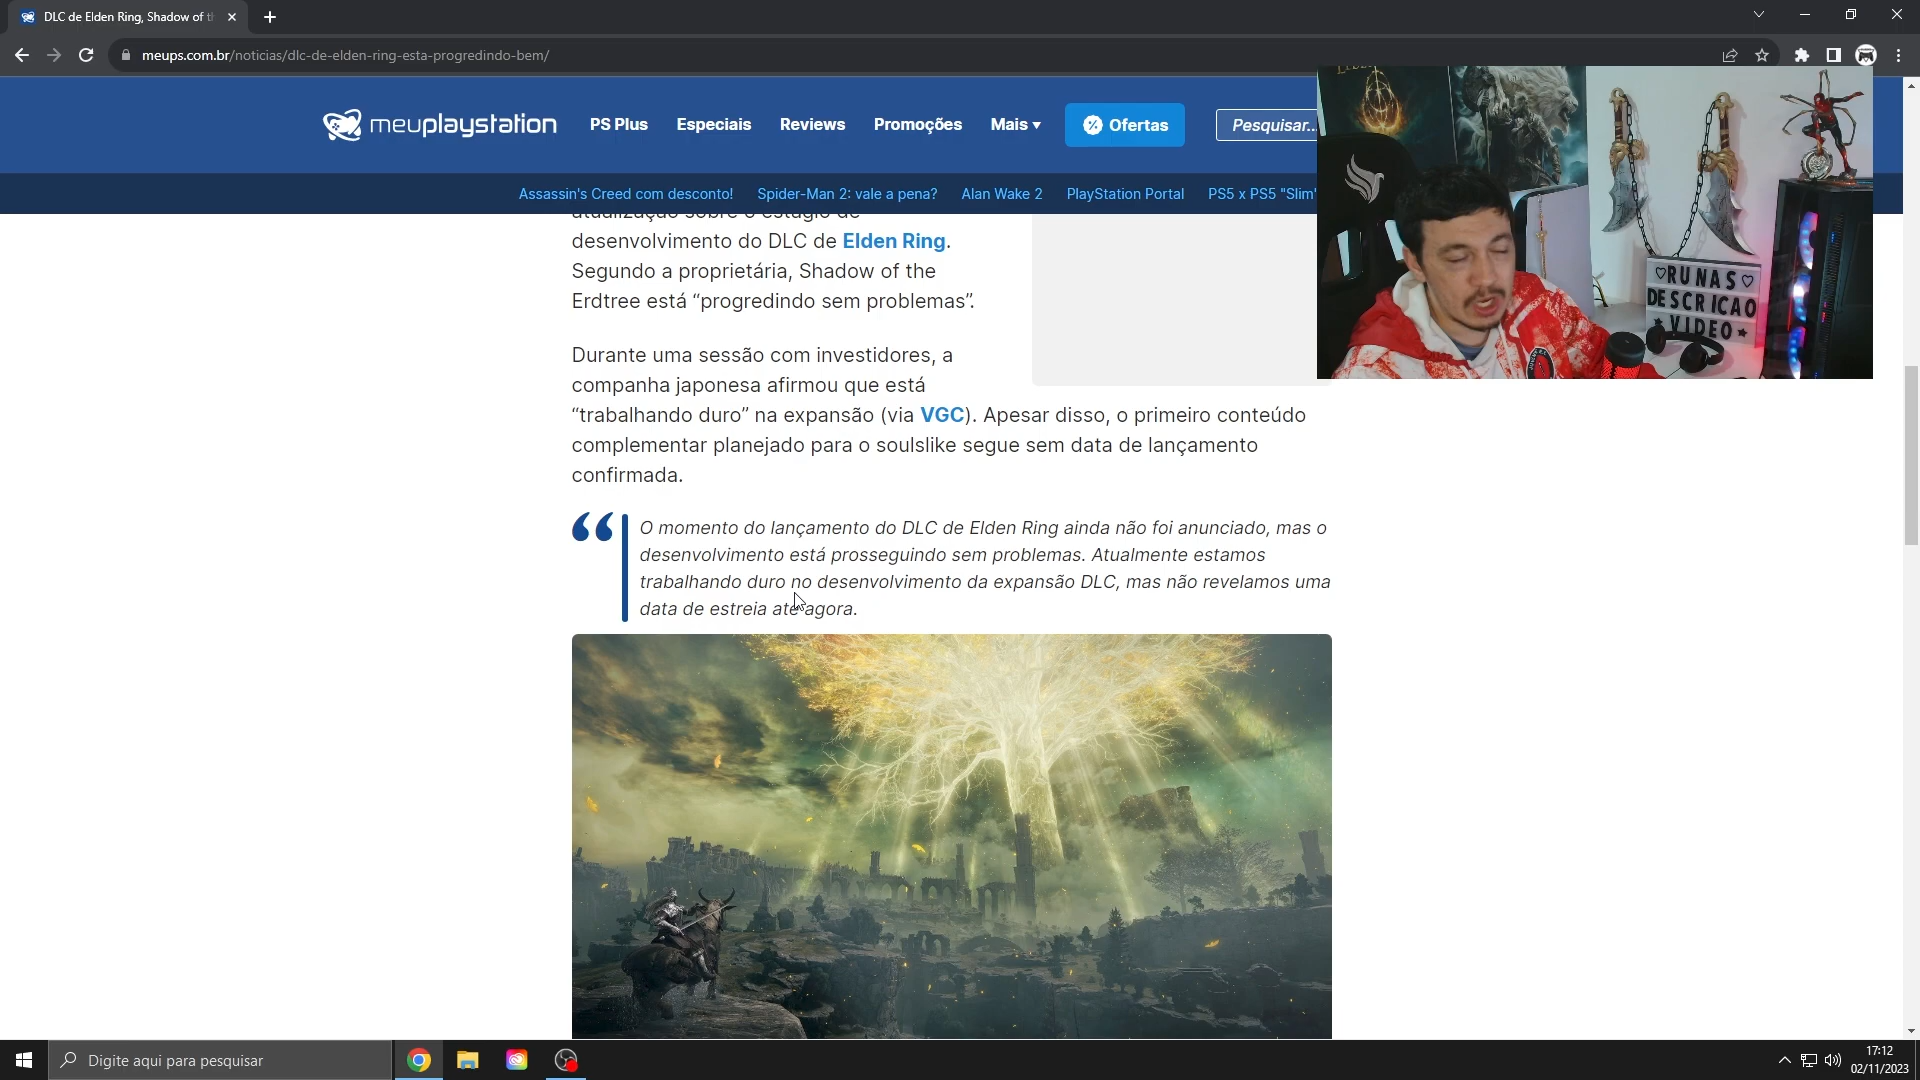 DLC de Elden Ring, Shadow of th
meups.com.br/noticias/dlc-de-elden-ring-esta-progredindo-bem/
meuplaystation
PS Plus
Especiais
Reviews
Promoções
Mais
Ofertas
Pesquisar...
Assassin's Creed com desconto!
Spider-Man 2: vale a pena?
Alan Wake 2
PlayStation Portal
PS5 x PS5 "Slim"
atualização sobre o estágio de
desenvolvimento do DLC de Elden Ring.
Segundo a proprietária, Shadow of the
Erdtree está “progredindo sem problemas”.
Durante uma sessão com investidores, a
companha japonesa afirmou que está
“trabalhando duro” na expansão (via VGC). Apesar disso, o primeiro conteúdo
complementar planejado para o soulslike segue sem data de lançamento
confirmada.
O momento do lançamento do DLC de Elden Ring ainda não foi anunciado, mas o
desenvolvimento está prosseguindo sem problemas. Atualmente estamos
trabalhando duro no desenvolvimento da expansão DLC, mas não revelamos uma
data de estreia até agora.
♡RUNAS♡
DESCRICAO
★VIDEO★
Digite aqui para pesquisar
17:12
02/11/2023